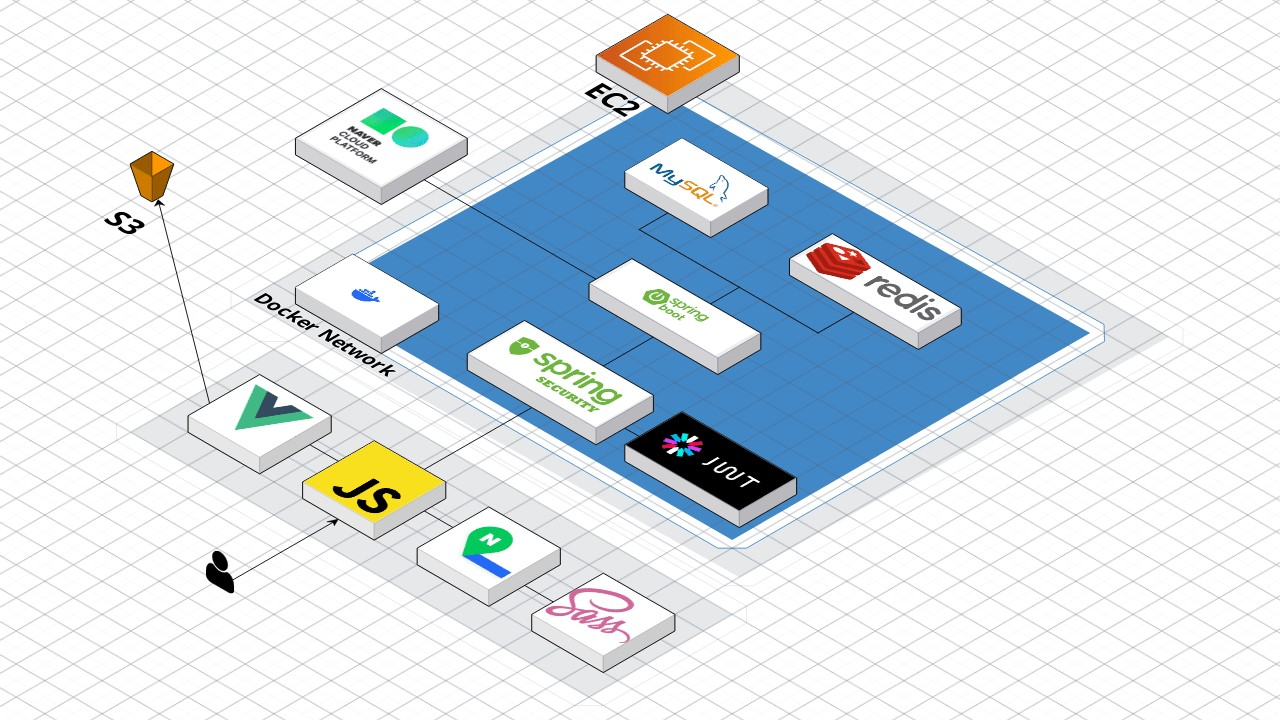 EC2
NAVER
CLOUD
PLATFORM
MySQL
S3
redis
spring
boot
Docker Network
spring
SECURITY
JWT
JS
N
Sass